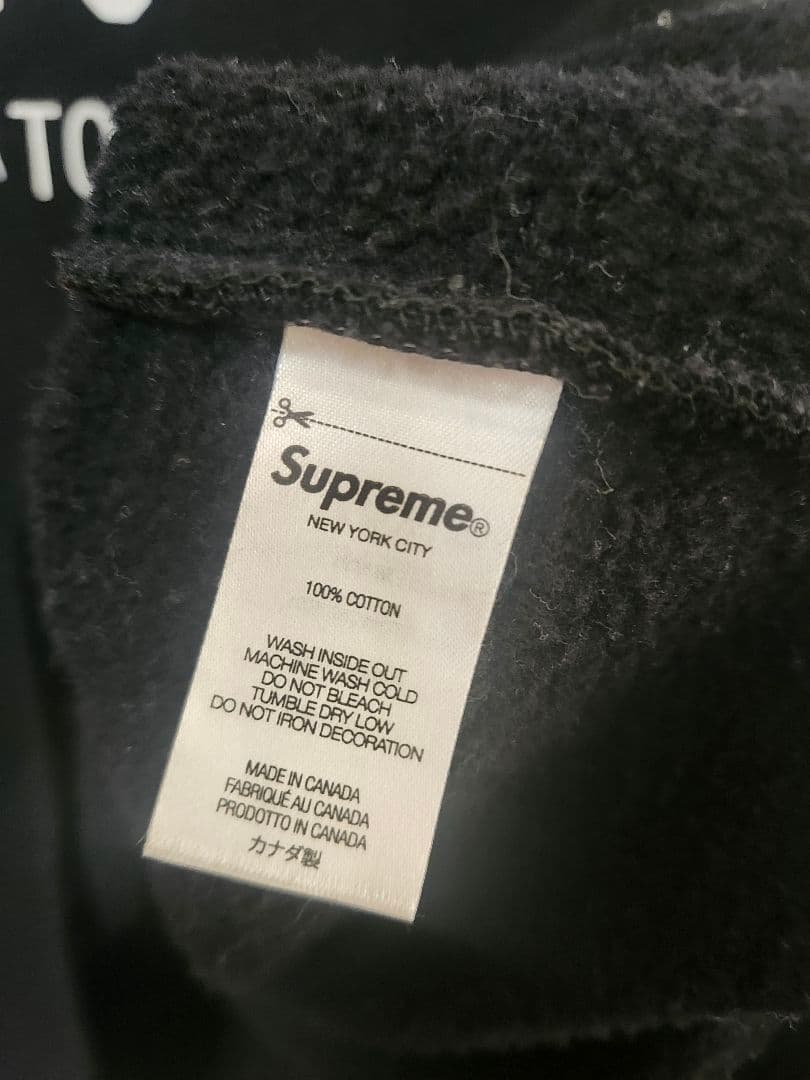 TO
Supreme®
NEW YORK CITY
100% COTTON
WASH INSIDE OUT
MACHINE WASH COLD
DO NOT BLEACH
TUMBLE DRY LOW
DO NOT IRON DECORATION
MADE IN CANADA
FABRIQUÉ AU CANADA
PRODOTTO IN CANADA
カナダ製